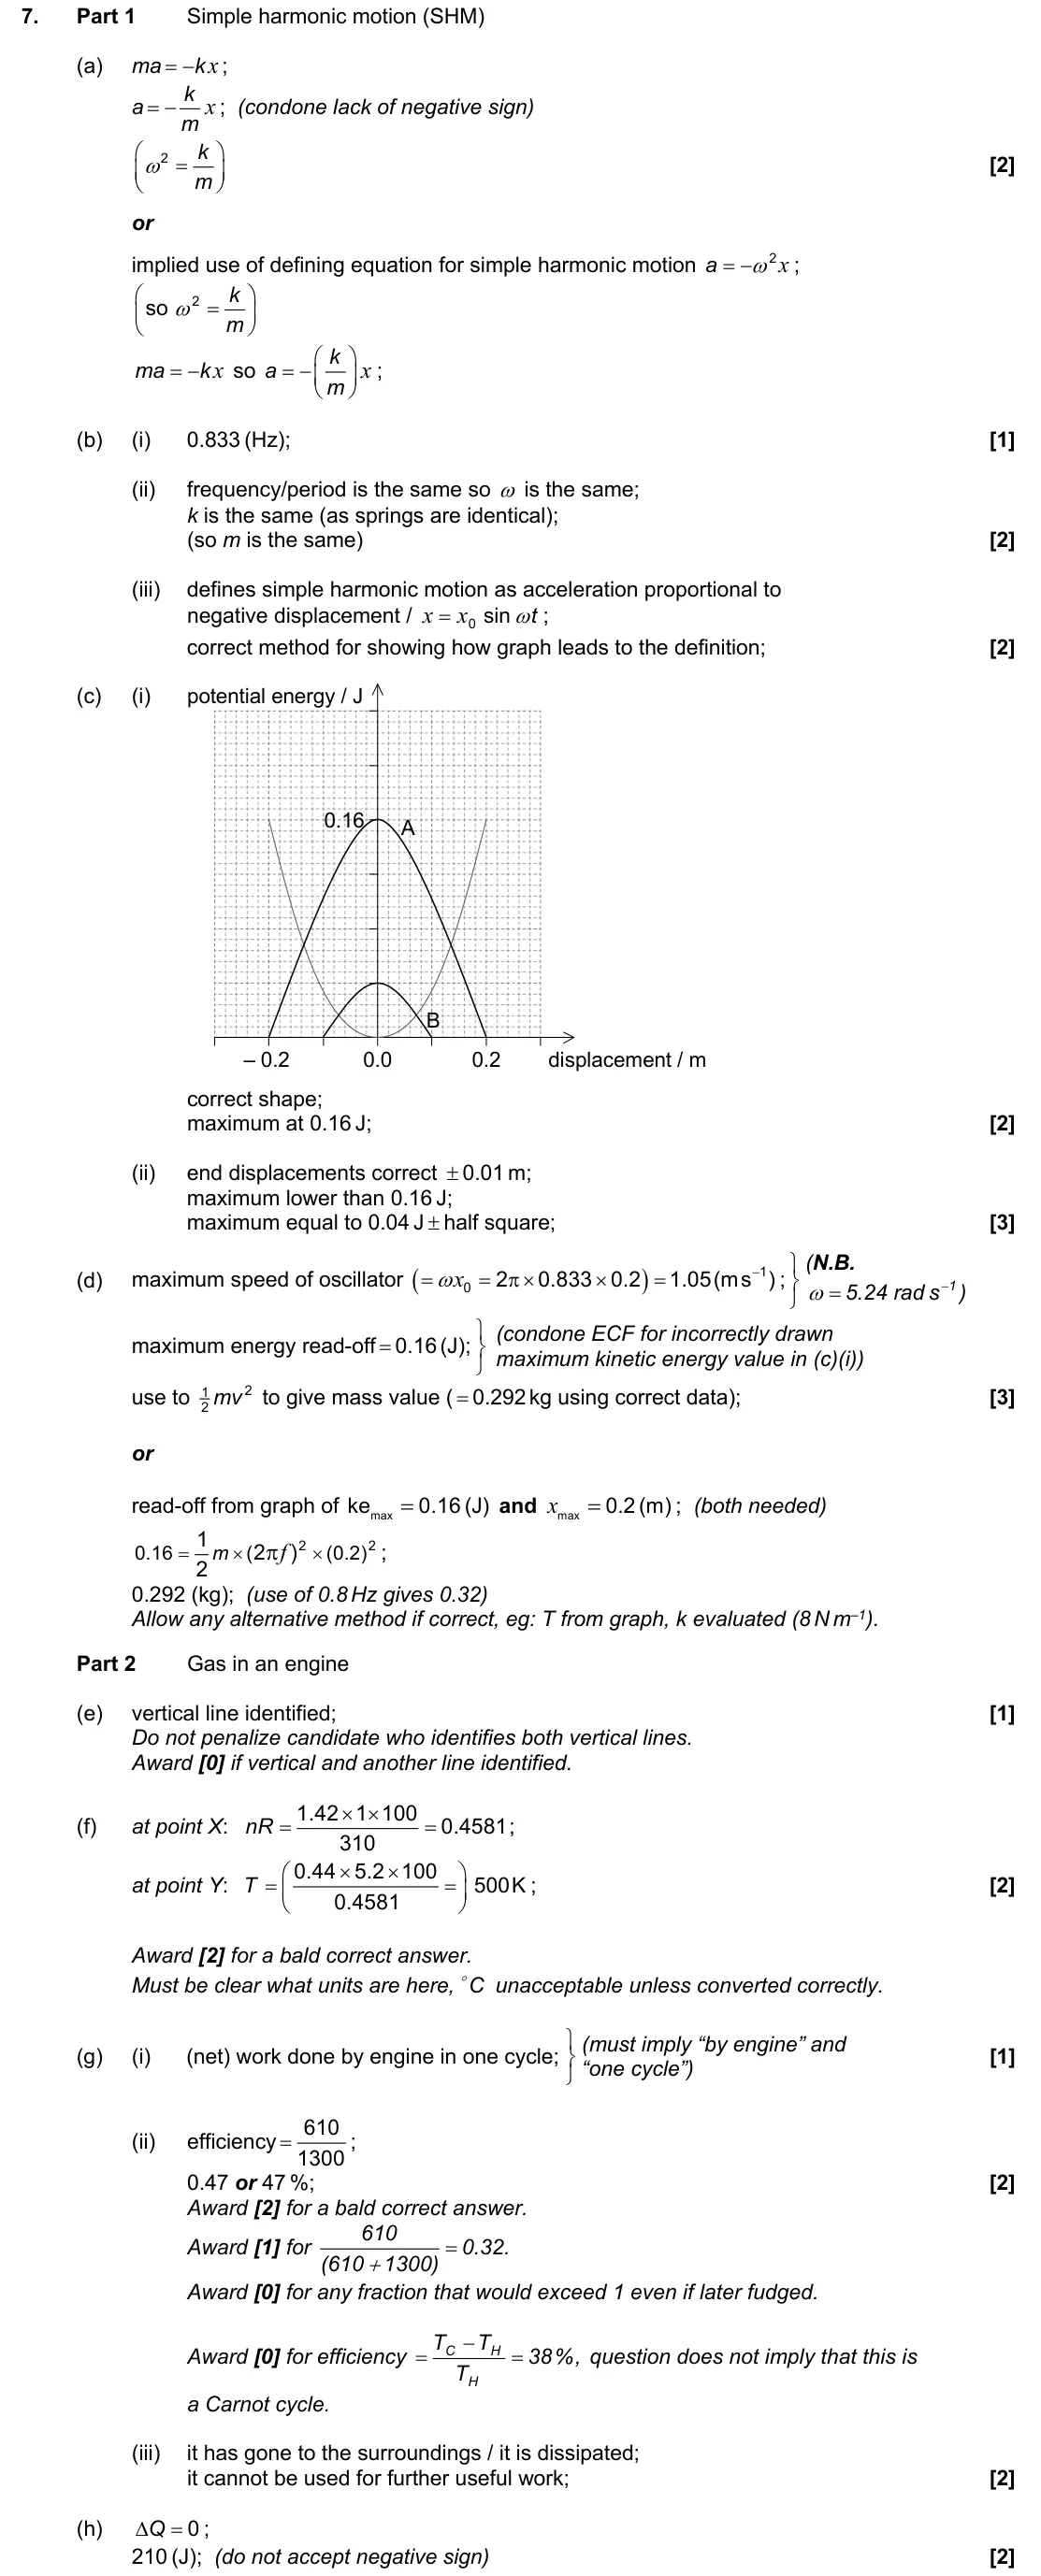 7. Part 1 Simple harmonic motion (SHM)
(a) ma = −kx ;
a = − k/m x ; (condone lack of negative sign)
(ω² = k/m) [2]
or
implied use of defining equation for simple harmonic motion a = −ω²x ;
(so ω² = k/m)
ma = −kx so a = −(k/m)x ;
(b) (i) 0.833 (Hz); [1]
(ii) frequency/period is the same so ω is the same;
k is the same (as springs are identical);
(so m is the same) [2]
(iii) defines simple harmonic motion as acceleration proportional to
negative displacement / x = x₀ sin ωt ;
correct method for showing how graph leads to the definition; [2]
(c) (i) potential energy / J
0.16 A
B
– 0.2 0.0 0.2 displacement / m
correct shape;
maximum at 0.16 J; [2]
(ii) end displacements correct ± 0.01 m;
maximum lower than 0.16 J;
maximum equal to 0.04 J ± half square; [3]
(d) maximum speed of oscillator (= ωx₀ = 2π × 0.833 × 0.2) = 1.05 (m s⁻¹) ; } (N.B.
ω = 5.24 rad s⁻¹)
maximum energy read-off = 0.16 (J); } (condone ECF for incorrectly drawn
maximum kinetic energy value in (c)(i))
use to ½mv² to give mass value ( = 0.292 kg using correct data); [3]
or
read-off from graph of ke_max = 0.16 (J) and x_max = 0.2 (m) ; (both needed)
0.16 = 1/2 m × (2πf)² × (0.2)² ;
0.292 (kg); (use of 0.8 Hz gives 0.32)
Allow any alternative method if correct, eg: T from graph, k evaluated (8 N m⁻¹).
Part 2 Gas in an engine
(e) vertical line identified; [1]
Do not penalize candidate who identifies both vertical lines.
Award [0] if vertical and another line identified.
(f) at point X: nR = (1.42 × 1 × 100)/310 = 0.4581;
at point Y: T = ((0.44 × 5.2 × 100)/0.4581 =) 500 K ; [2]
Award [2] for a bald correct answer.
Must be clear what units are here, °C unacceptable unless converted correctly.
(g) (i) (net) work done by engine in one cycle; } (must imply “by engine” and
“one cycle”) [1]
(ii) efficiency = 610/1300 ;
0.47 or 47 %; [2]
Award [2] for a bald correct answer.
Award [1] for 610/(610 + 1300) = 0.32.
Award [0] for any fraction that would exceed 1 even if later fudged.
Award [0] for efficiency = (T_C − T_H)/T_H = 38 %, question does not imply that this is
a Carnot cycle.
(iii) it has gone to the surroundings / it is dissipated;
it cannot be used for further useful work; [2]
(h) ΔQ = 0 ;
210 (J); (do not accept negative sign) [2]